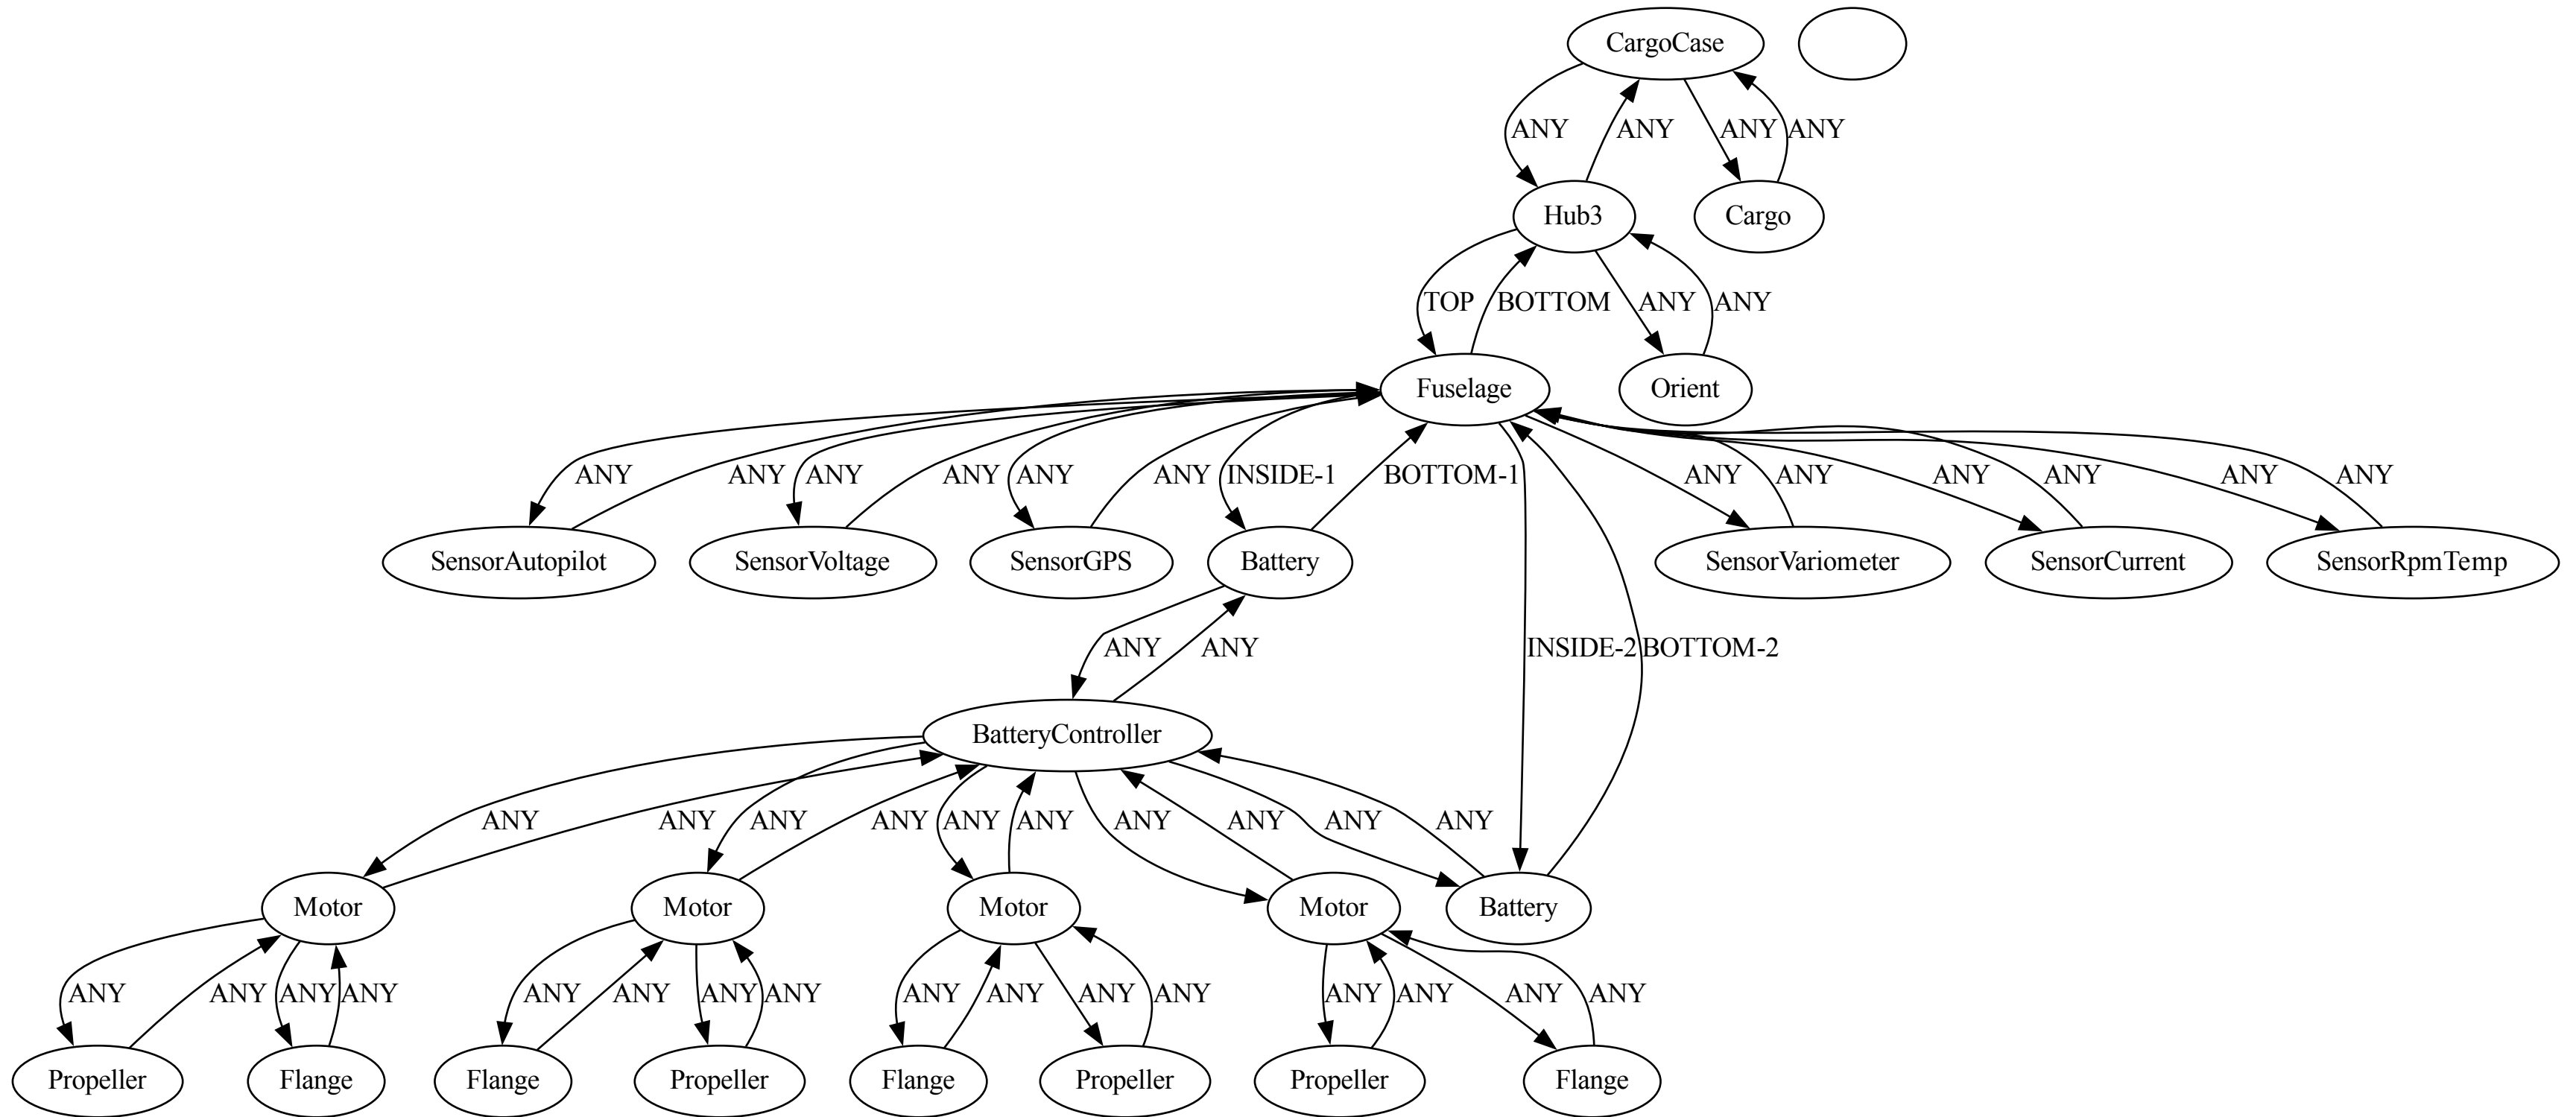 CargoCase
ANY ANY ANY ANY
Hub3 Cargo
TOP BOTTOM ANY ANY
Fuselage Orient
ANY ANY ANY ANY ANY ANY INSIDE-1 BOTTOM-1 ANY ANY ANY ANY ANY ANY
SensorAutopilot SensorVoltage SensorGPS Battery SensorVariometer SensorCurrent SensorRpmTemp
ANY ANY INSIDE-2 BOTTOM-2
BatteryController
ANY ANY ANY ANY ANY ANY ANY ANY ANY ANY
Motor Motor Motor Motor Battery
ANY ANY ANY ANY ANY ANY ANY ANY ANY ANY ANY ANY ANY ANY ANY ANY
Propeller Flange Flange Propeller Flange Propeller Propeller Flange